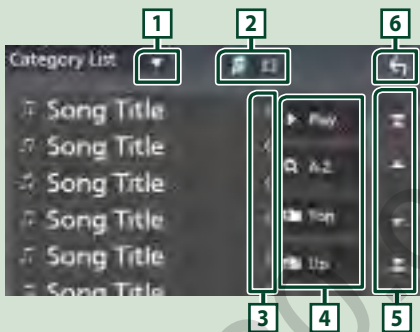 1 2 6
Category List
Song Title
Song Title
Song Title
Song Title
Song Title
Play
A-Z
Top
Up
3 4 5